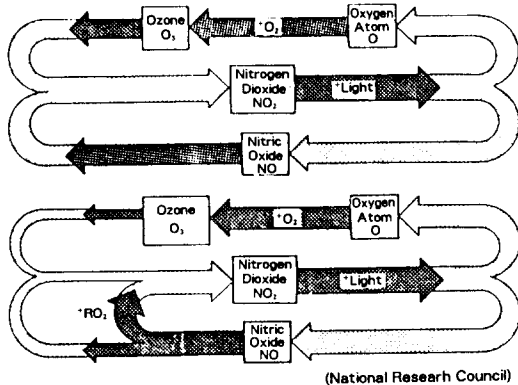 Ozone
O₃
⁺O₂
Oxygen
Atom
O
Nitrogen
Dioxide
NO₂
⁺Light
Nitric
Oxide
NO
Ozone
O₃
⁺O₂
Oxygen
Atom
O
Nitrogen
Dioxide
NO₂
⁺Light
⁺RO₂
Nitric
Oxide
NO
(National Researh Council)